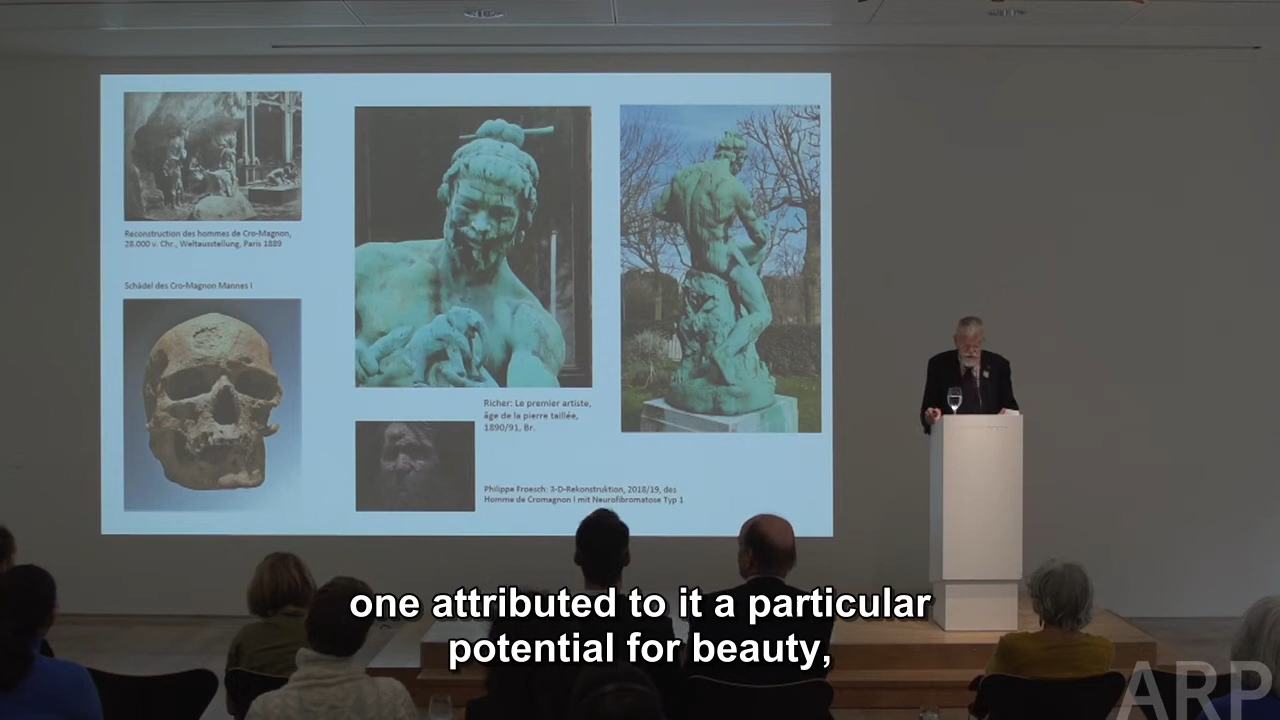 Reconstruction des hommes de Cro-Magnon,
28.000 v. Chr., Weltausstellung, Paris 1889
Schädel des Cro-Magnon Mannes I
Richer: Le premier artiste,
âge de la pierre taillée,
1890/91, Br.
Philippe Froesch: 3-D-Rekonstruktion, 2018/19, des
Homme de Cromagnon I mit Neurofibromatose Typ 1
one attributed to it a particular
potential for beauty,
ARP